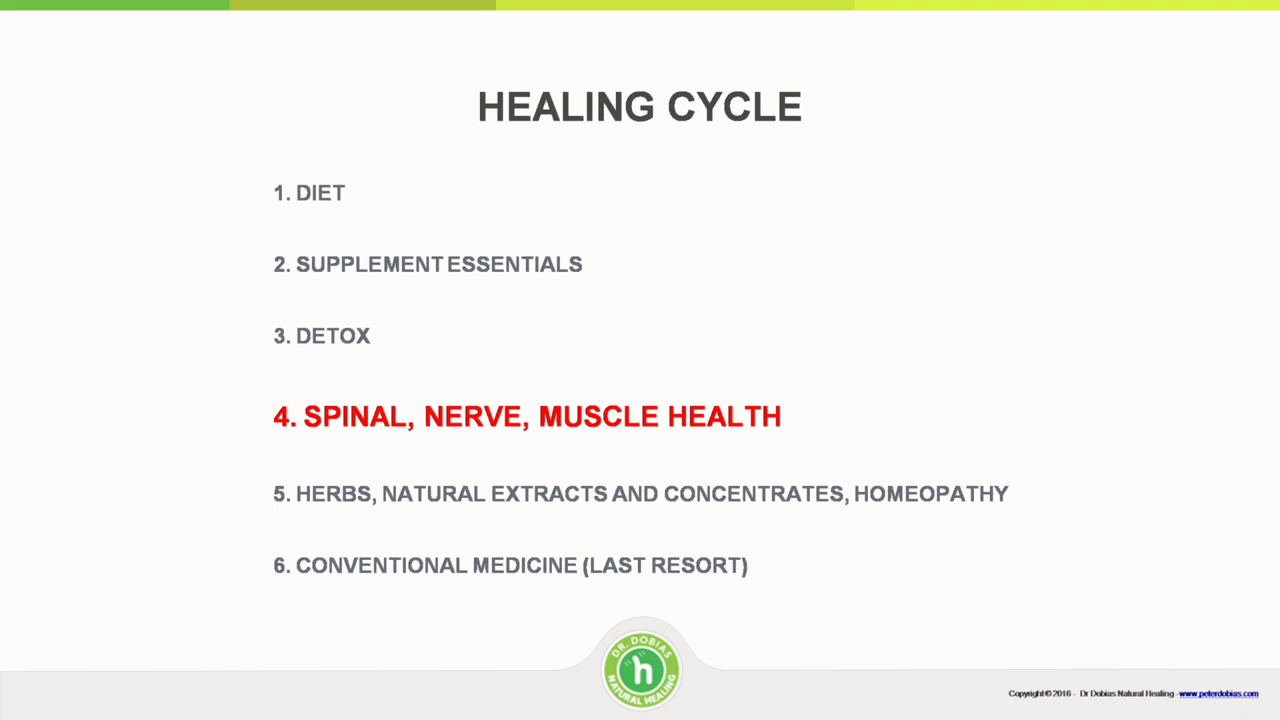 HEALING CYCLE
1. DIET
2. SUPPLEMENT ESSENTIALS
3. DETOX
4. SPINAL, NERVE, MUSCLE HEALTH
5. HERBS, NATURAL EXTRACTS AND CONCENTRATES, HOMEOPATHY
6. CONVENTIONAL MEDICINE (LAST RESORT)
DR. DOBIAS
h
NATURAL HEALING
Copyright © 2016 - Dr Dobias Natural Healing - www.peterdobias.com